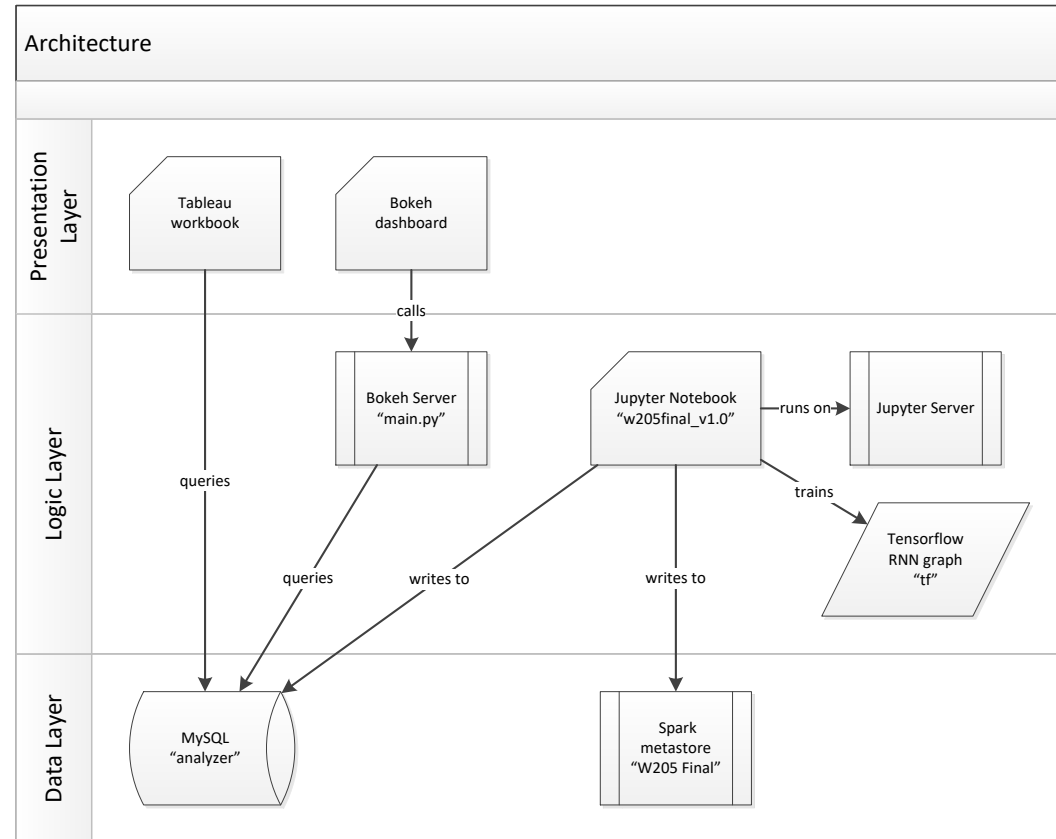 Architecture
Presentation
Layer
Tableau
workbook
Bokeh
dashboard
calls
Logic Layer
Bokeh Server
“main.py”
Jupyter Notebook
“w205final_v1.0”
runs on
Jupyter Server
queries
trains
Tensorflow
RNN graph
“tf”
queries
writes to
writes to
Data Layer
MySQL
“analyzer”
Spark
metastore
“W205 Final”